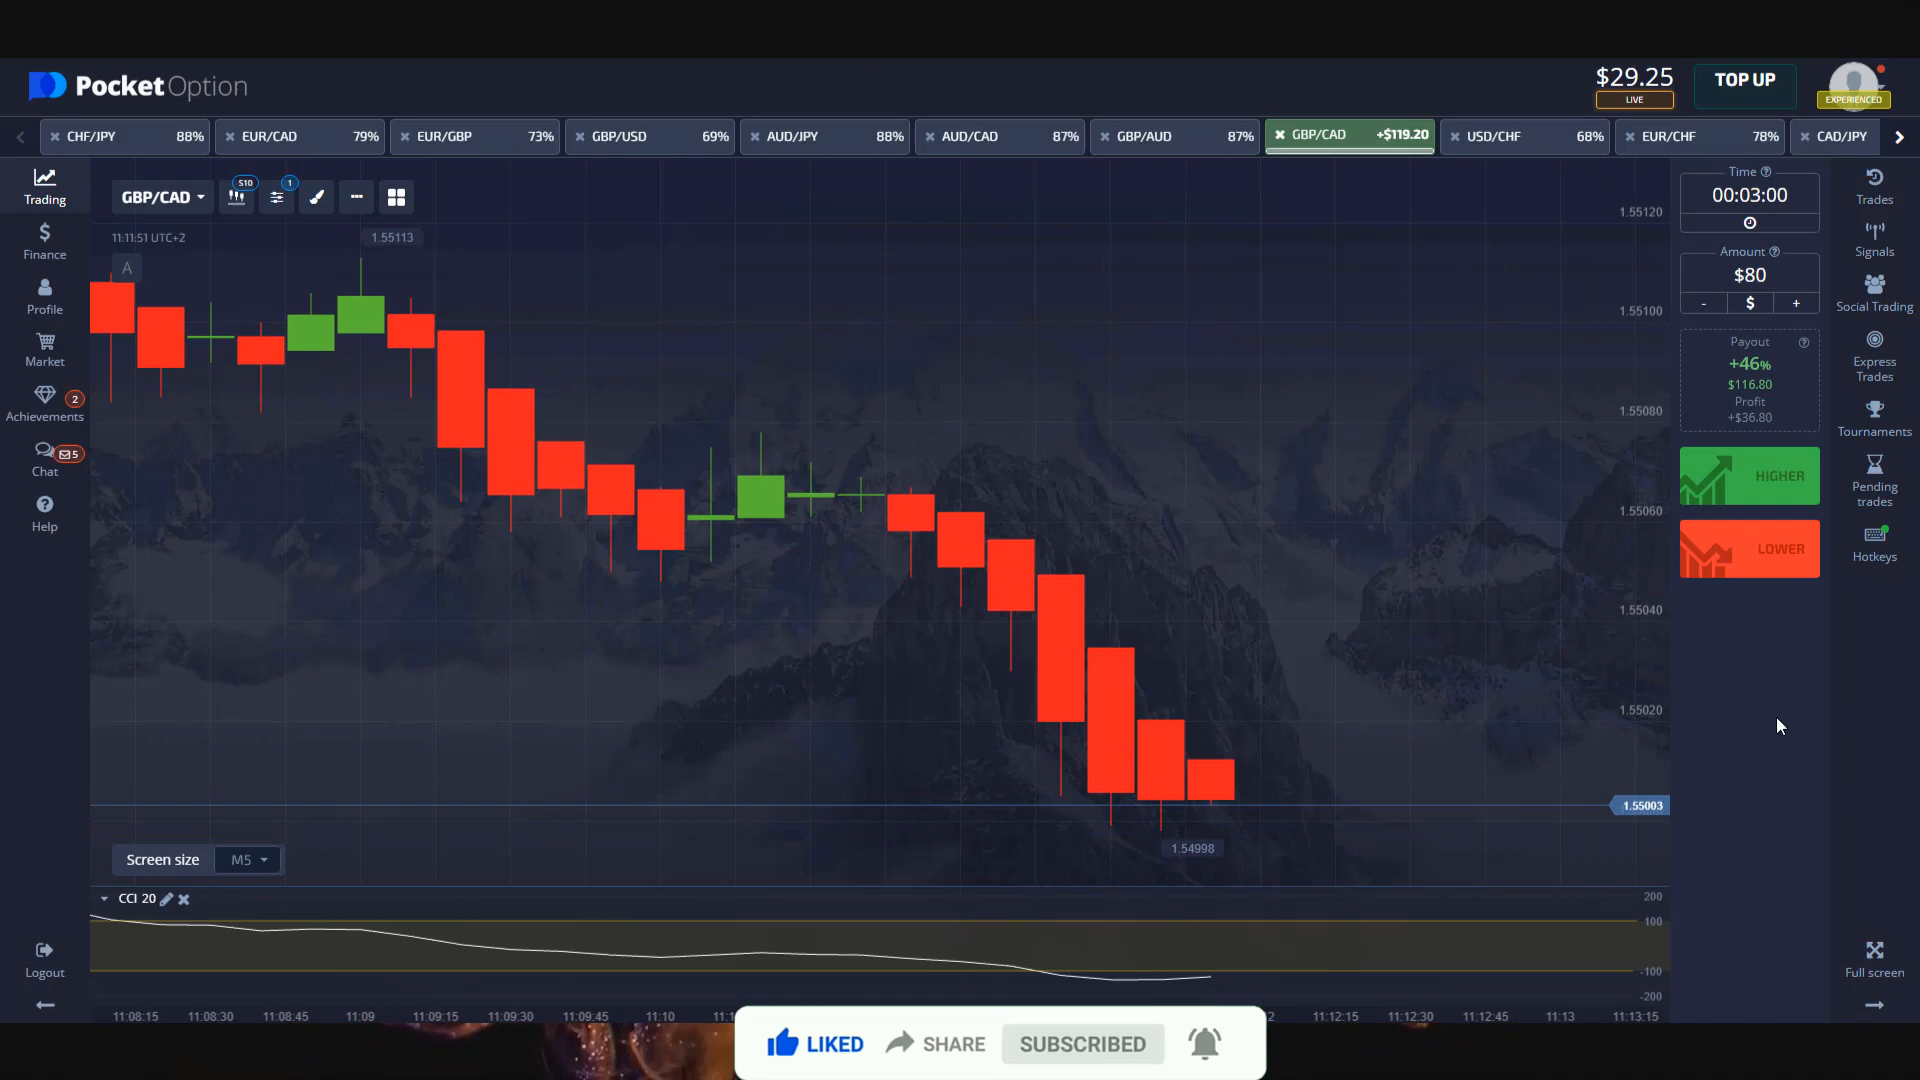 PocketOption
$29.25
LIVE
TOP UP
EXPERIENCED
CHF/JPY 88%
EUR/CAD 79%
EUR/GBP 73%
GBP/USD 69%
AUD/JPY 88%
AUD/CAD 87%
GBP/AUD 87%
GBP/CAD +$119.20
USD/CHF 68%
EUR/CHF 78%
CAD/JPY
Trading
Finance
Profile
Market
Achievements 2
Chat 5
Help
Logout
GBP/CAD
S10
1
11:11:51 UTC+2
A
1.55113
1.55120
1.55100
1.55080
1.55060
1.55040
1.55020
1.55003
1.54998
Screen size M5
CCI 20
200
100
-100
-200
11:08:15 11:08:30 11:08:45 11:09 11:09:15 11:09:30 11:09:45 11:10 11:12:15 11:12:30 11:12:45 11:13 11:13:15
Time
00:03:00
Amount
$80
- $ +
Payout
+46%
$116.80
Profit
+$36.80
HIGHER
LOWER
Trades
Signals
Social Trading
Express
Trades
Tournaments
Pending
trades
Hotkeys
Full screen
LIKED SHARE SUBSCRIBED